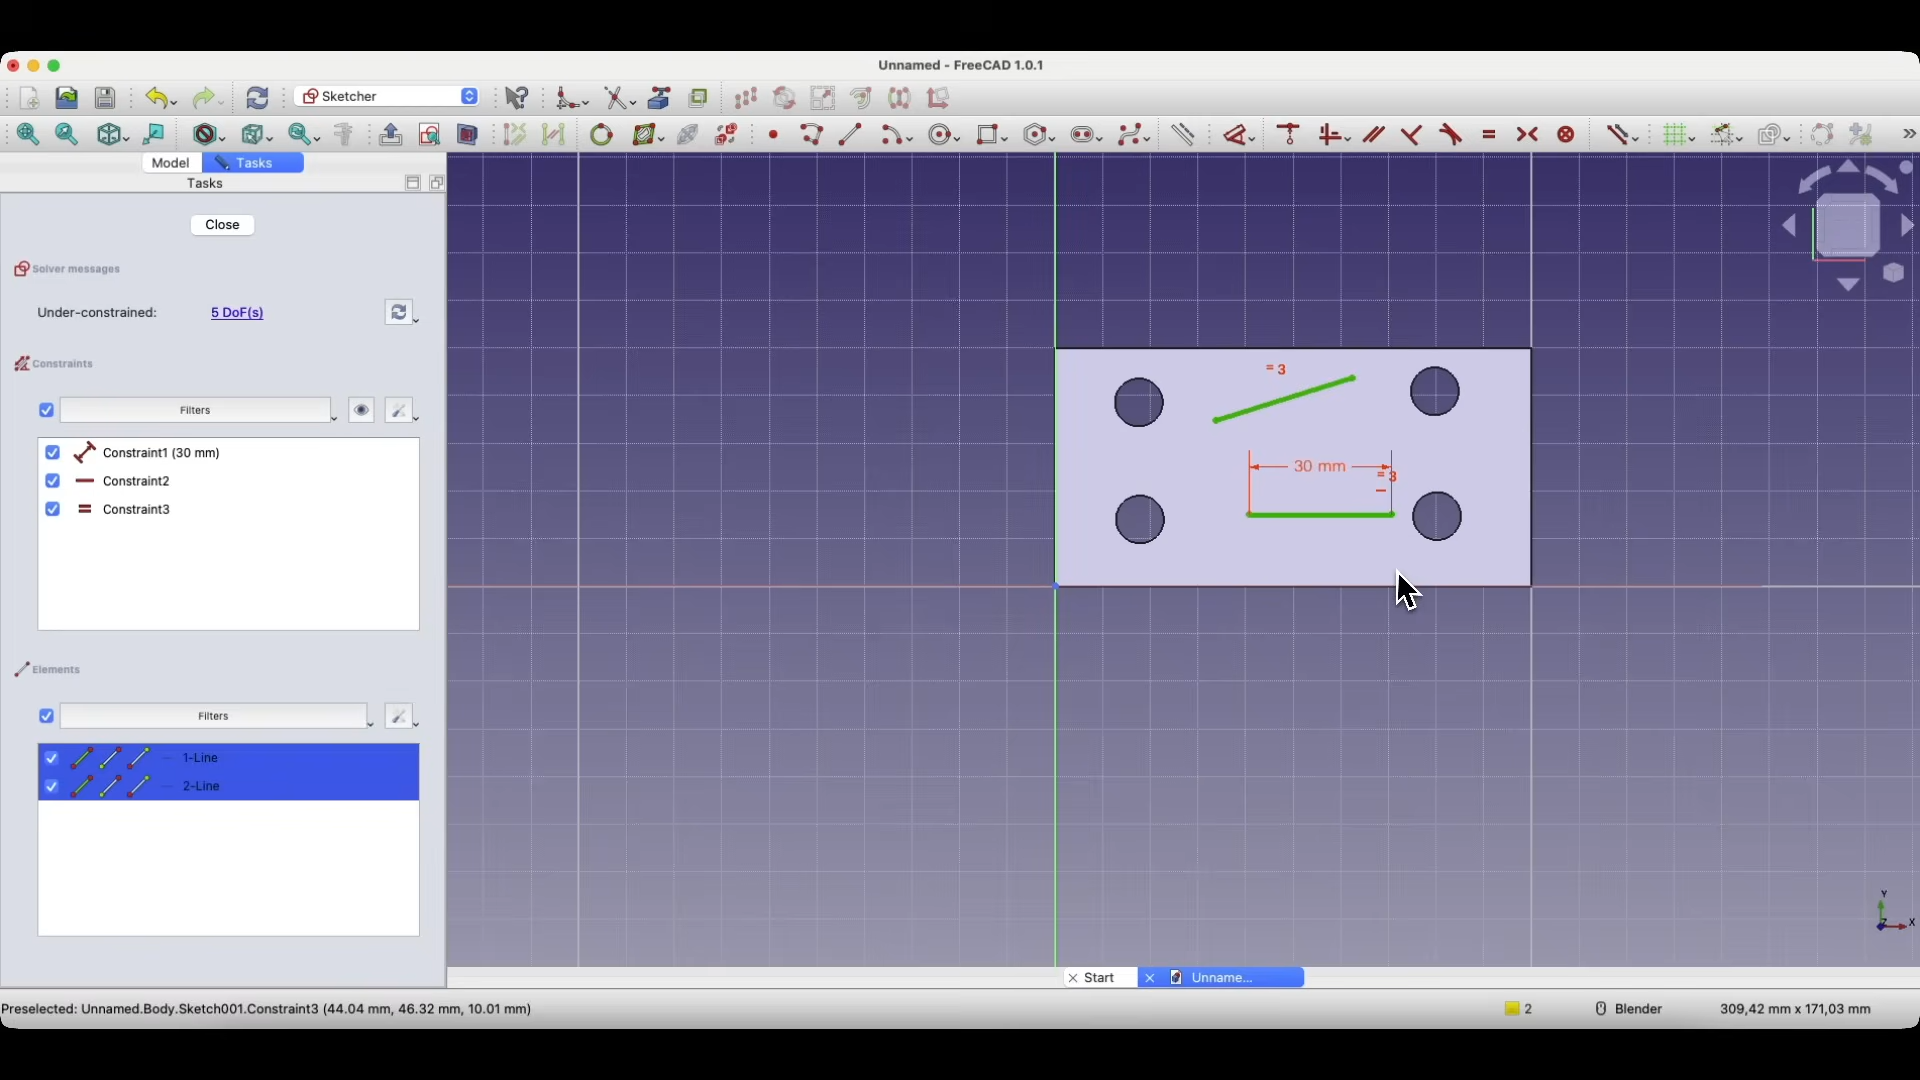 Unnamed - FreeCAD 1.0.1
Sketcher
Model Tasks
Tasks
Close
Solver messages
Under-constrained: 5 DoF(s)
Constraints
Filters
Constraint1 (30 mm)
Constraint2
Constraint3
Elements
Filters
1-Line
2-Line
= 3
30 mm
= 3
Y
Z X
Start Unname...
Preselected: Unnamed.Body.Sketch001.Constraint3 (44.04 mm, 46.32 mm, 10.01 mm) 2 Blender 309,42 mm x 171,03 mm